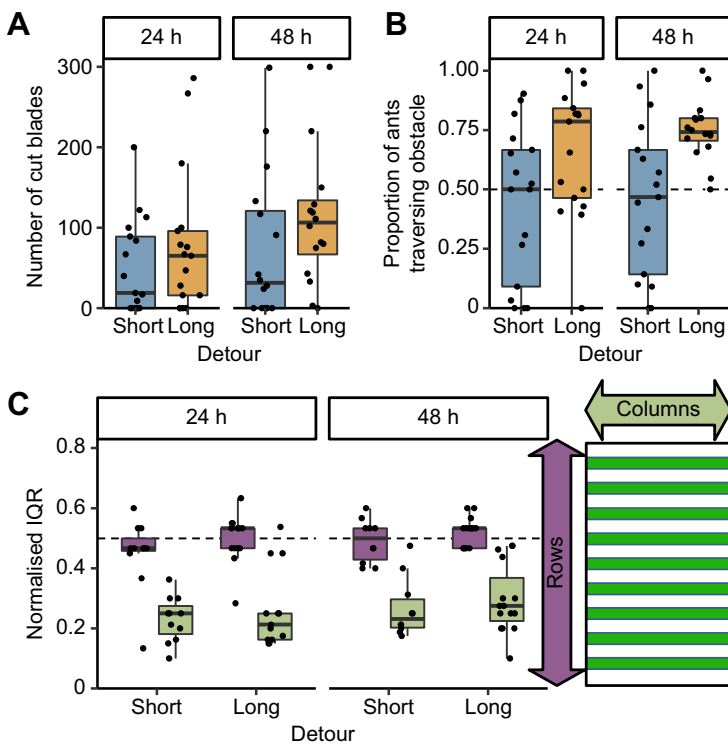 A
24 h
48 h
Number of cut blades
300
200
100
0
Short
Long
Short
Long
Detour
B
24 h
48 h
Proportion of ants
traversing obstacle
1.00
0.75
0.50
0.25
0
Short
Long
Short
Long
Detour
C
24 h
48 h
Normalised IQR
0.8
0.6
0.4
0.2
0
Short
Long
Short
Long
Detour
Columns
Rows